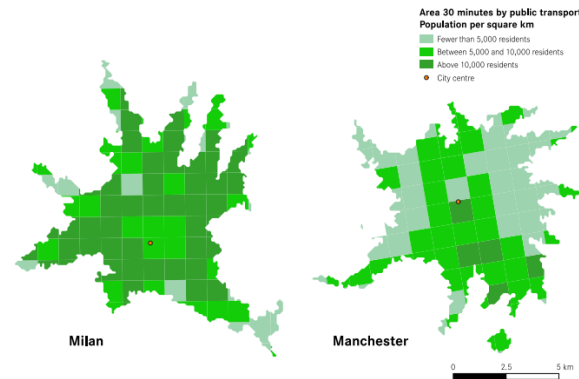 Area 30 minutes by public transport
Population per square km
Fewer than 5,000 residents
Between 5,000 and 10,000 residents
Above 10,000 residents
City centre
Milan
Manchester
0 2.5 5 km